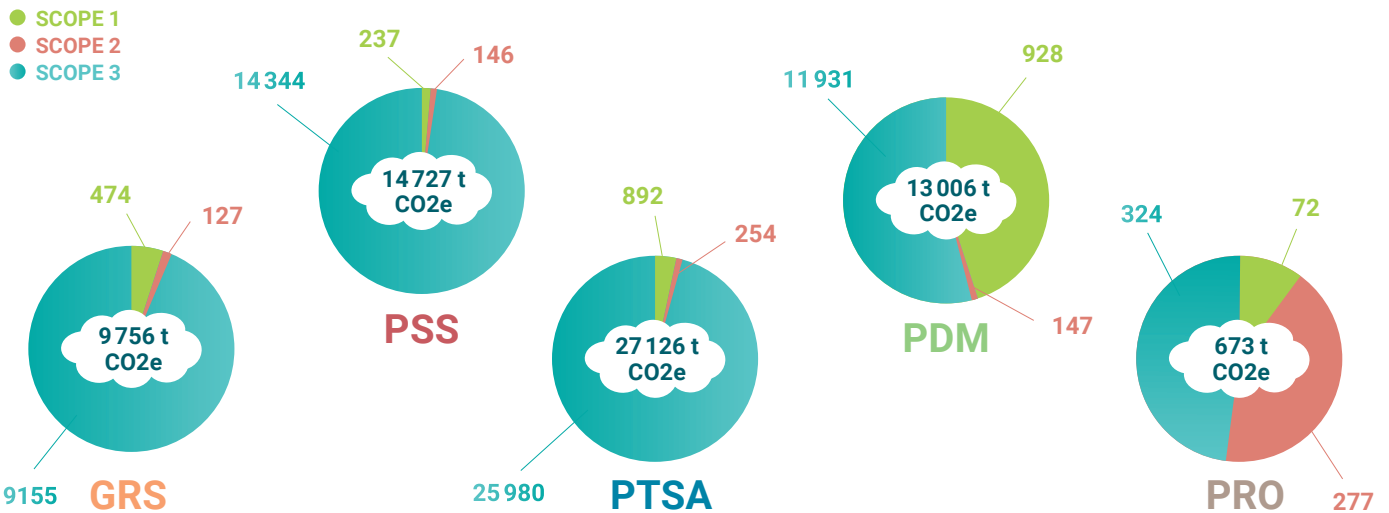 SCOPE 1
SCOPE 2
SCOPE 3
474
127
9 756 t
CO2e
9155
GRS
237
146
14 344
14 727 t
CO2e
PSS
892
254
27 126 t
CO2e
25 980
PTSA
928
11 931
13 006 t
CO2e
147
PDM
72
324
673 t
CO2e
277
PRO